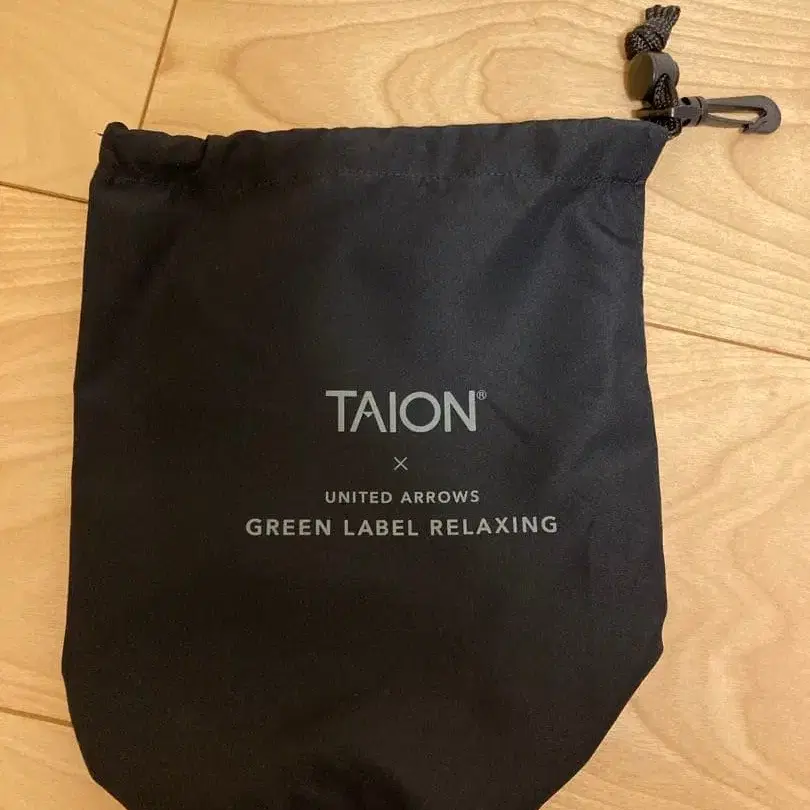 TAION®
×
UNITED ARROWS
GREEN LABEL RELAXING